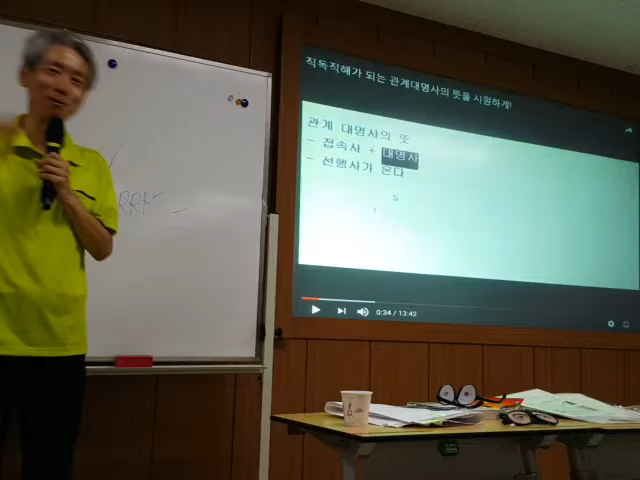 직독직해가 되는 관계대명사의 뜻을 시원하게!
관계 대명사의 뜻
- 접속사 + 대명사
- 선행사가 온다
0:34 / 13:42